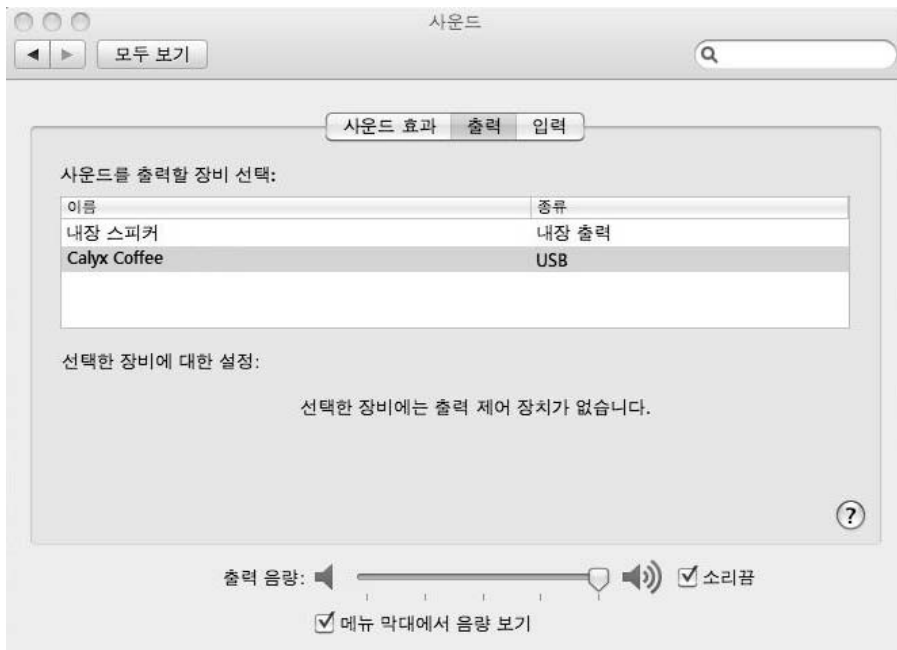 사운드
모두 보기
사운드 효과 출력 입력
사운드를 출력할 장비 선택:
이름 종류
내장 스피커 내장 출력
Calyx Coffee USB
선택한 장비에 대한 설정:
선택한 장비에는 출력 제어 장치가 없습니다.
?
출력 음량: 소리끔
메뉴 막대에서 음량 보기